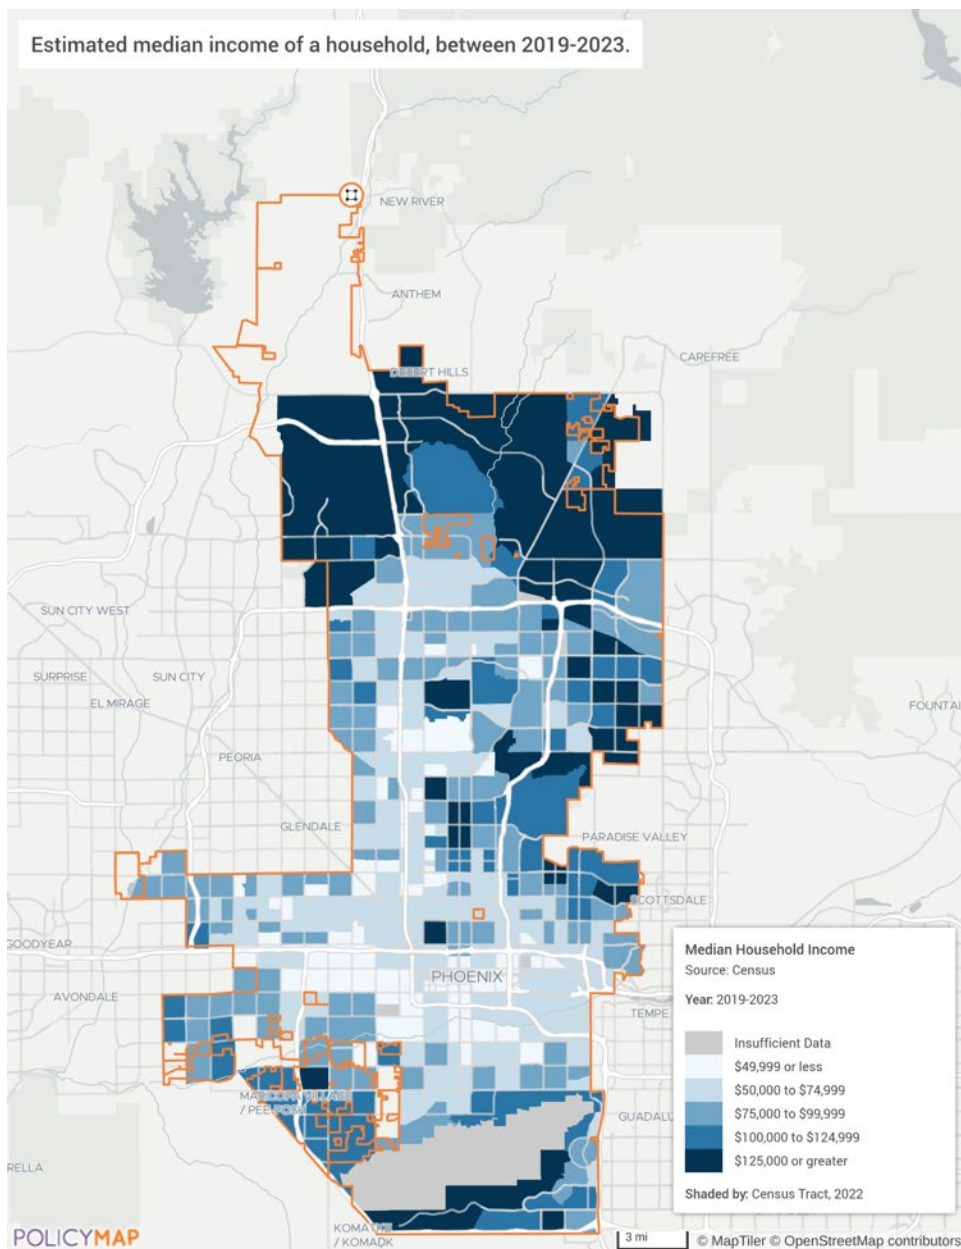 Estimated median income of a household, between 2019-2023.
NEW RIVER
ANTHEM
CAREFREE
DESERT HILLS
SUN CITY WEST
SURPRISE
SUN CITY
EL MIRAGE
FOUNTAI
PEORIA
GLENDALE
PARADISE VALLEY
SCOTTSDALE
GOODYEAR
PHOENIX
AVONDALE
TEMPE
MARICOPA VILLAGE
/ PEE POSH
GUADALU
RELLA
KOMATKE
/ KOMADK
Median Household Income
Source: Census
Year: 2019-2023
Insufficient Data
$49,999 or less
$50,000 to $74,999
$75,000 to $99,999
$100,000 to $124,999
$125,000 or greater
Shaded by: Census Tract, 2022
POLICYMAP
3 mi
© MapTiler © OpenStreetMap contributors